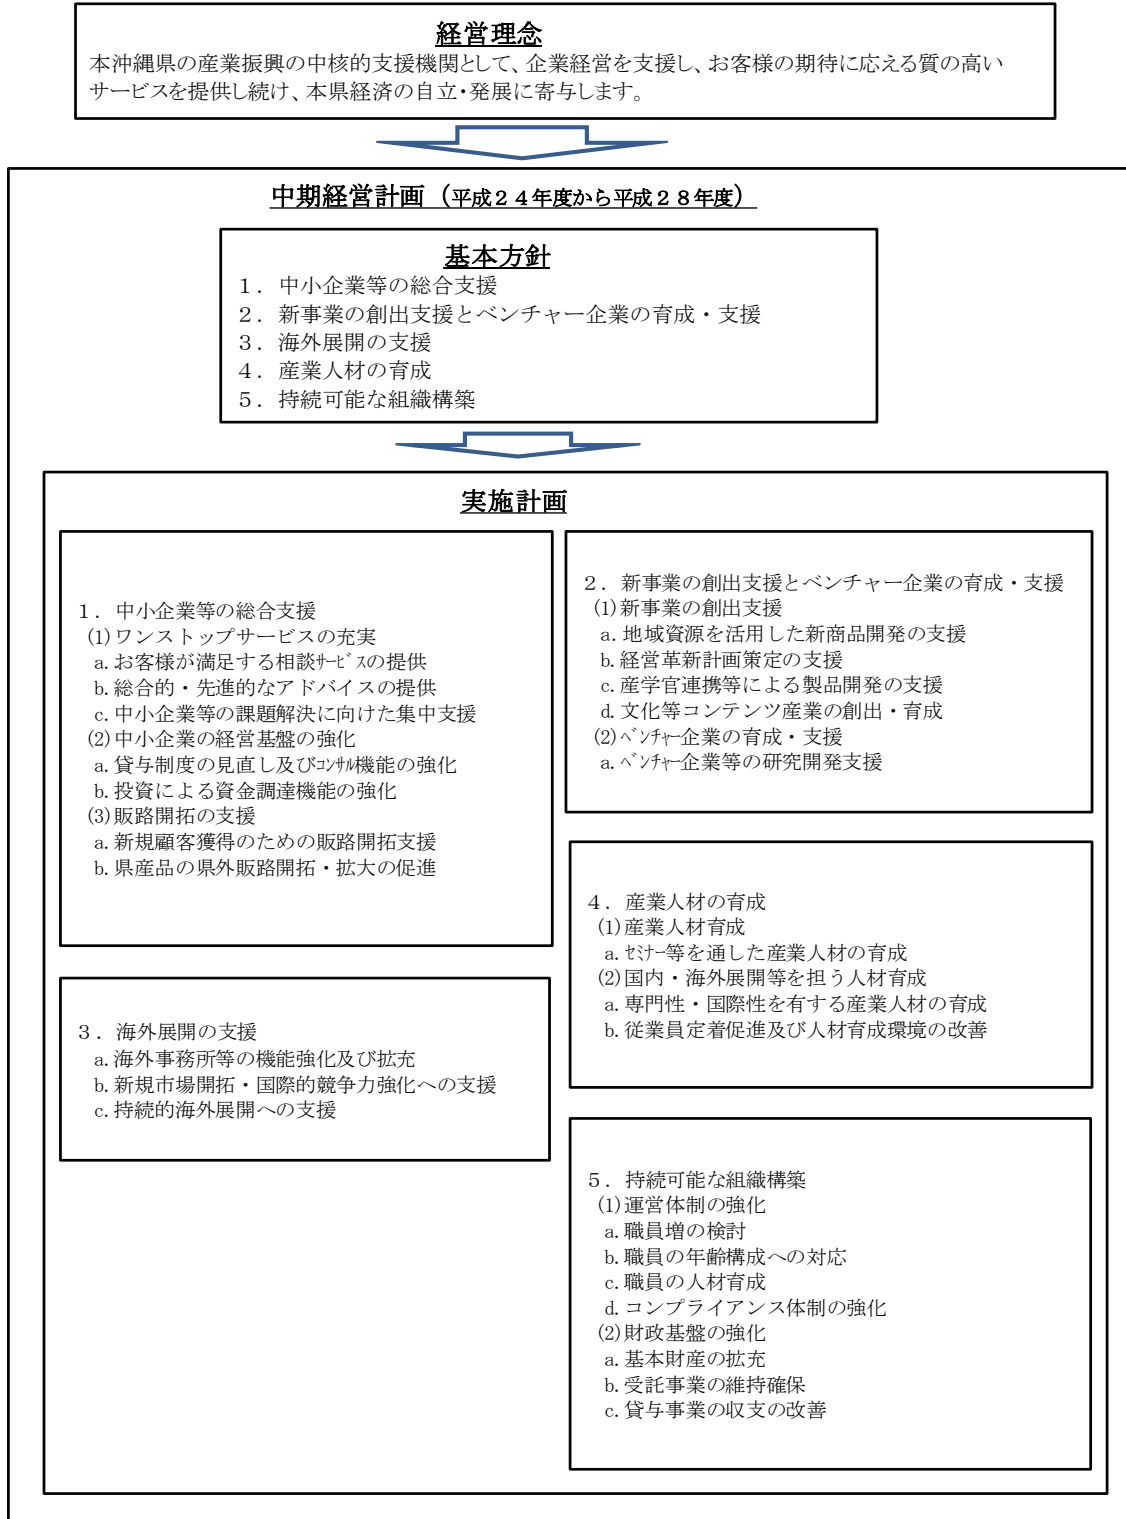 経営理念
本沖縄県の産業振興の中核的支援機関として、企業経営を支援し、お客様の期待に応える質の高い
サービスを提供し続け、本県経済の自立・発展に寄与します。
中期経営計画（平成２４年度から平成２８年度）
基本方針
１．中小企業等の総合支援
２．新事業の創出支援とベンチャー企業の育成・支援
３．海外展開の支援
４．産業人材の育成
５．持続可能な組織構築
実施計画
１．中小企業等の総合支援
(1)ワンストップサービスの充実
a.お客様が満足する相談ｻｰﾋﾞｽの提供
b.総合的・先進的なアドバイスの提供
c.中小企業等の課題解決に向けた集中支援
(2)中小企業の経営基盤の強化
a.貸与制度の見直し及びｺﾝｻﾙ機能の強化
b.投資による資金調達機能の強化
(3)販路開拓の支援
a.新規顧客獲得のための販路開拓支援
b.県産品の県外販路開拓・拡大の促進
２．新事業の創出支援とベンチャー企業の育成・支援
(1)新事業の創出支援
a.地域資源を活用した新商品開発の支援
b.経営革新計画策定の支援
c.産学官連携等による製品開発の支援
d.文化等コンテンツ産業の創出・育成
(2)ﾍﾞﾝﾁｬｰ企業の育成・支援
a.ﾍﾞﾝﾁｬｰ企業等の研究開発支援
３．海外展開の支援
a.海外事務所等の機能強化及び拡充
b.新規市場開拓・国際的競争力強化への支援
c.持続的海外展開への支援
４．産業人材の育成
(1)産業人材育成
a.ｾﾐﾅｰ等を通した産業人材の育成
(2)国内・海外展開等を担う人材育成
a.専門性・国際性を有する産業人材の育成
b.従業員定着促進及び人材育成環境の改善
５．持続可能な組織構築
(1)運営体制の強化
a.職員増の検討
b.職員の年齢構成への対応
c.職員の人材育成
d.コンプライアンス体制の強化
(2)財政基盤の強化
a.基本財産の拡充
b.受託事業の維持確保
c.貸与事業の収支の改善